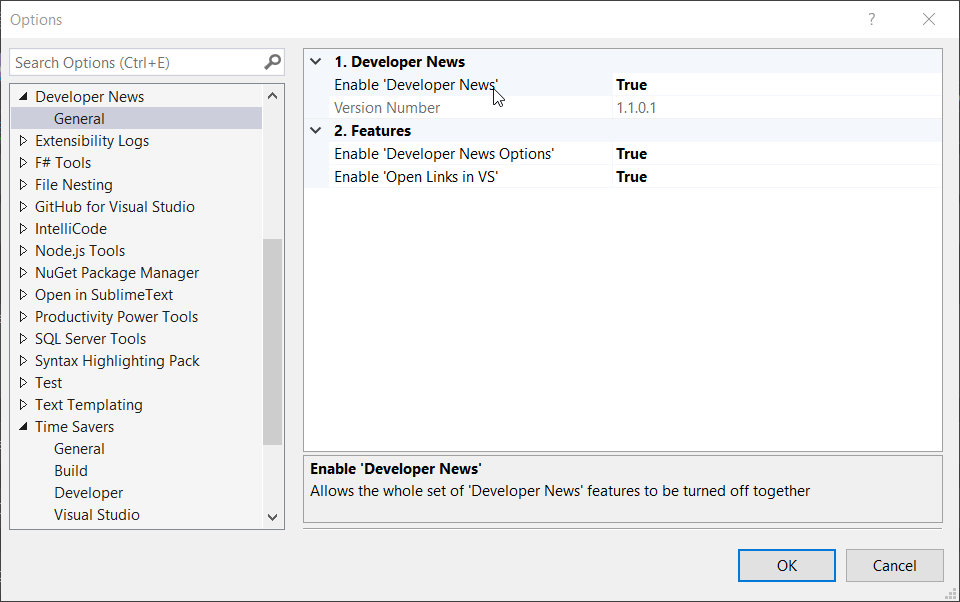 Options
?
Search Options (Ctrl+E)
Developer News
General
Extensibility Logs
F# Tools
File Nesting
GitHub for Visual Studio
IntelliCode
Node.js Tools
NuGet Package Manager
Open in SublimeText
Productivity Power Tools
SQL Server Tools
Syntax Highlighting Pack
Test
Text Templating
Time Savers
General
Build
Developer
Visual Studio
1. Developer News
Enable 'Developer News' True
Version Number 1.1.0.1
2. Features
Enable 'Developer News Options' True
Enable 'Open Links in VS' True
Enable 'Developer News'
Allows the whole set of 'Developer News' features to be turned off together
OK Cancel